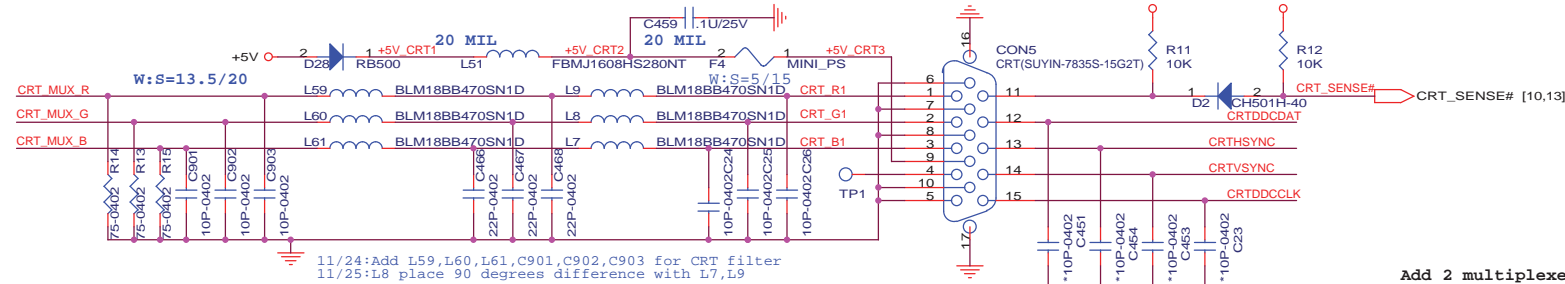 C459 .1U/25V
20 MIL 20 MIL
+5V 2 1 +5V_CRT1 +5V_CRT2 2 1 +5V_CRT3
D28 RB500 L51 FBMJ1608HS280NT F4 MINI_PS
W:S=13.5/20 W:S=5/15
CRT_MUX_R L59 BLM18BB470SN1D L9 BLM18BB470SN1D CRT_R1
CRT_MUX_G L60 BLM18BB470SN1D L8 BLM18BB470SN1D CRT_G1
CRT_MUX_B L61 BLM18BB470SN1D L7 BLM18BB470SN1D CRT_B1
R14 75-0402
R13 75-0402
R15 75-0402
C901 10P-0402
C902 10P-0402
C903 10P-0402
C466 22P-0402
C467 22P-0402
C468 22P-0402
C24 10P-0402
C25 10P-0402
C26 10P-0402
TP1
11/24:Add L59,L60,L61,C901,C902,C903 for CRT filter
11/25:L8 place 90 degrees difference with L7,L9
16
CON5
CRT(SUYIN-7835S-15G2T)
6
1
7
2
8
3
9
4
10
5
11
12
13
14
15
17
R11
10K
R12
10K
1 2 CRT_SENSE# CRT_SENSE# [10,13]
D2 CH501H-40
CRTDDCDAT
CRTHSYNC
CRTVSYNC
CRTDDCCLK
*10P-0402 C451
*10P-0402 C454
*10P-0402 C453
*10P-0402 C23
Add 2 multiplexe